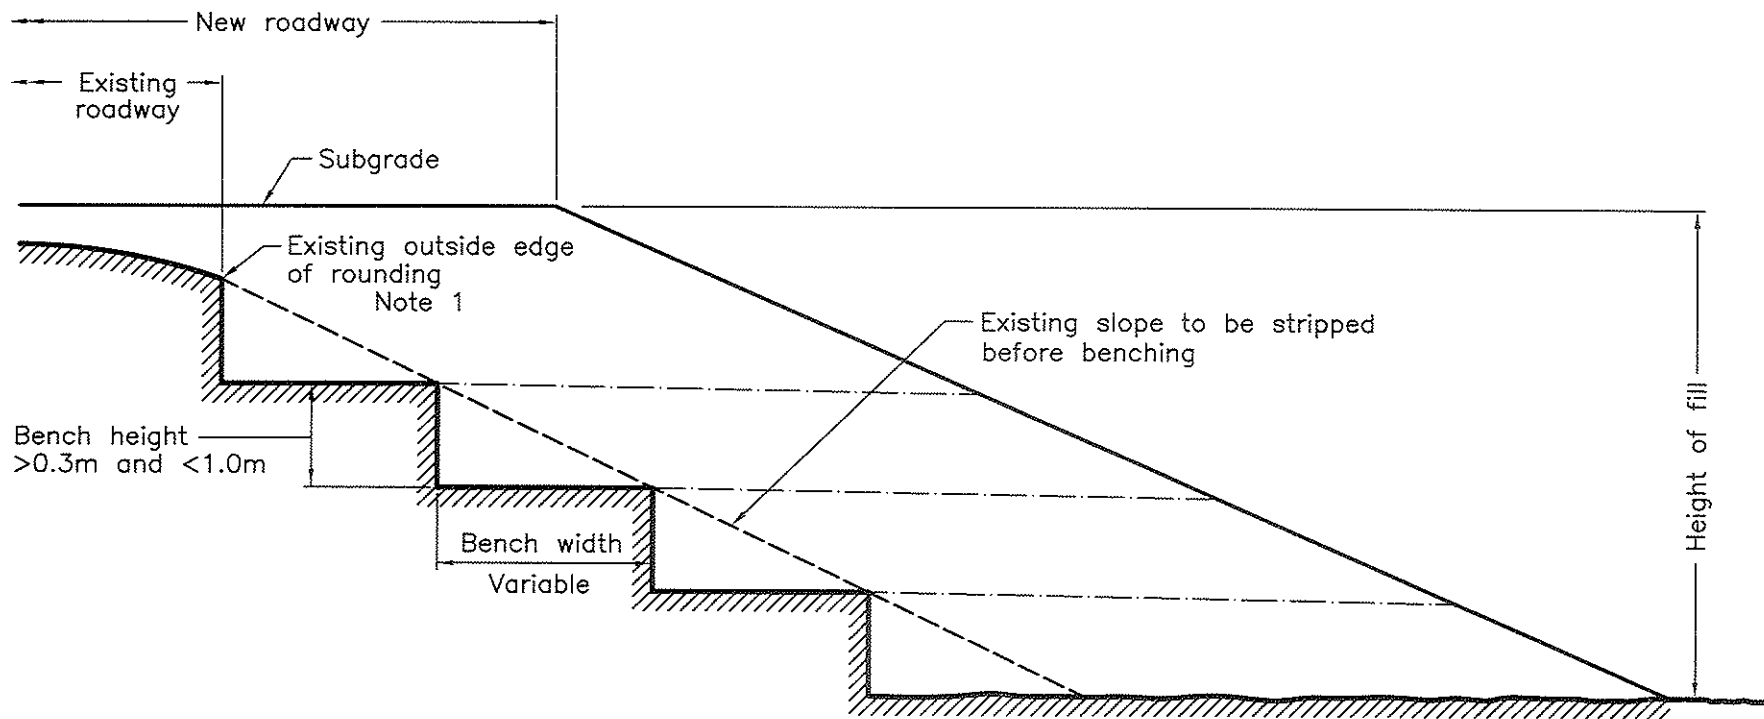 New roadway
Existing
roadway
Subgrade
Existing outside edge
of rounding
Note 1
Existing slope to be stripped
before benching
Bench height
>0.3m and <1.0m
Bench width
Variable
Height of fill